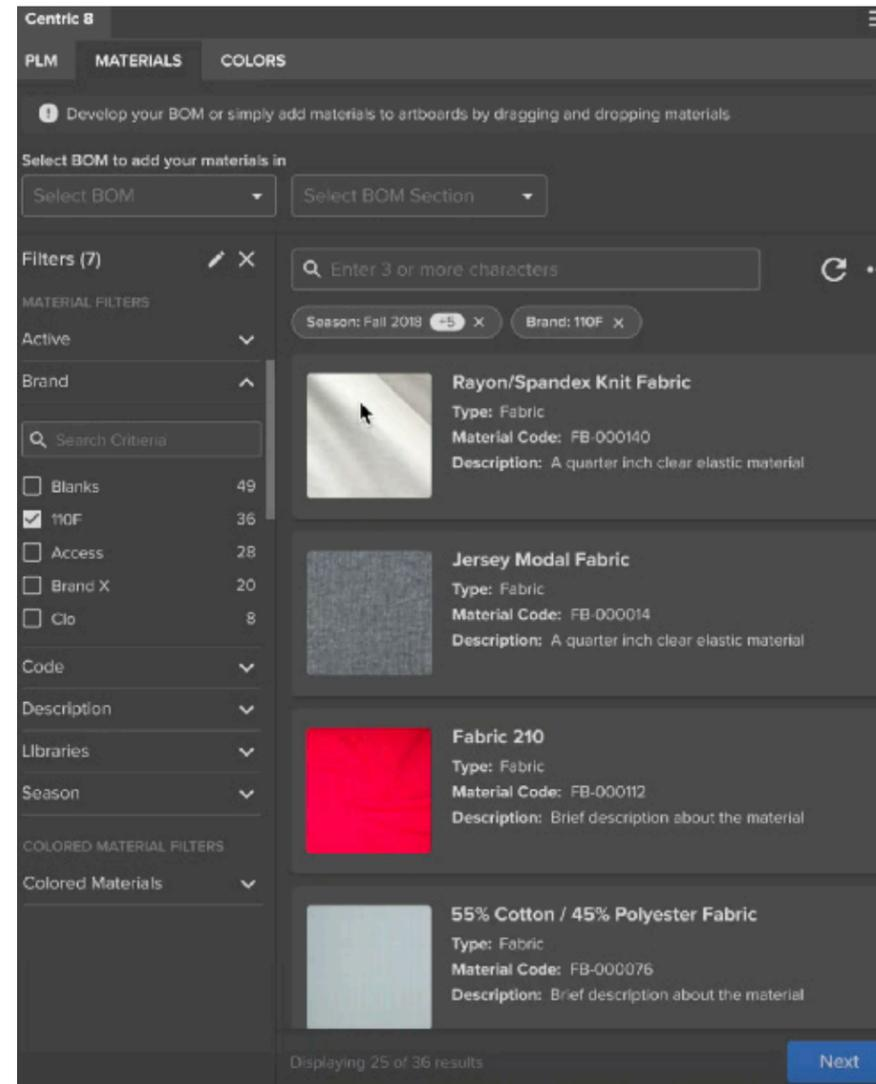 Centric 8
PLM MATERIALS COLORS
Develop your BOM or simply add materials to artboards by dragging and dropping materials
Select BOM to add your materials in
Select BOM
Select BOM Section
Filters (7)
MATERIAL FILTERS
Active
Brand
Search Criteria
Blanks 49
110F 36
Access 28
Brand X 20
Clo 8
Code
Description
Libraries
Season
COLORED MATERIAL FILTERS
Colored Materials
Enter 3 or more characters
Season: Fall 2018 +5
Brand: 110F
Rayon/Spandex Knit Fabric
Type: Fabric
Material Code: FB-000140
Description: A quarter inch clear elastic material
Jersey Modal Fabric
Type: Fabric
Material Code: FB-000014
Description: A quarter inch clear elastic material
Fabric 210
Type: Fabric
Material Code: FB-000112
Description: Brief description about the material
55% Cotton / 45% Polyester Fabric
Type: Fabric
Material Code: FB-000076
Description: Brief description about the material
Displaying 25 of 36 results
Next